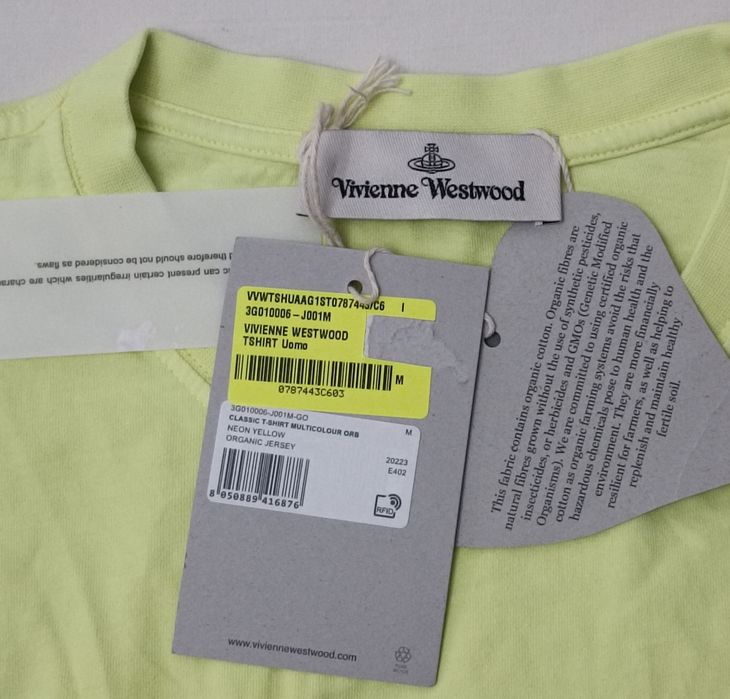 Vivienne Westwood
d therefore should not be considered as flaws.
ic can present certain irregularities which are charac
VVWTSHUAAG1ST0787443/C6 I
3G010006-J001M
VIVIENNE WESTWOOD
TSHIRT Uomo
M
0787443C603
3G010006-J001M-GO
CLASSIC T-SHIRT MULTICOLOUR ORB M
NEON YELLOW
ORGANIC JERSEY
20223
E402
8 050889 416876
RFID
www.viviennewestwood.com
This fabric contains organic cotton. Organic fibres are
natural fibres grown without the use of synthetic pesticides,
insecticides, or herbicides and GMOs (Genetic Modified
Organisms). We are committed to using certified organic
cotton as organic farming systems avoid the risks that
hazardous chemicals pose to human health and the
environment. They are more financially
resilient for farmers, as well as helping to
replenish and maintain healthy
fertile soil.